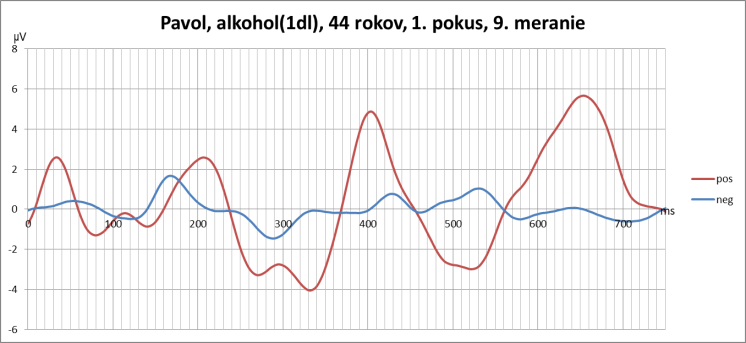 Pavol, alkohol(1dl), 44 rokov, 1. pokus, 9. meranie
µV
8
6
4
2
0
-2
-4
-6
0 100 200 300 400 500 600 700
ms
pos
neg